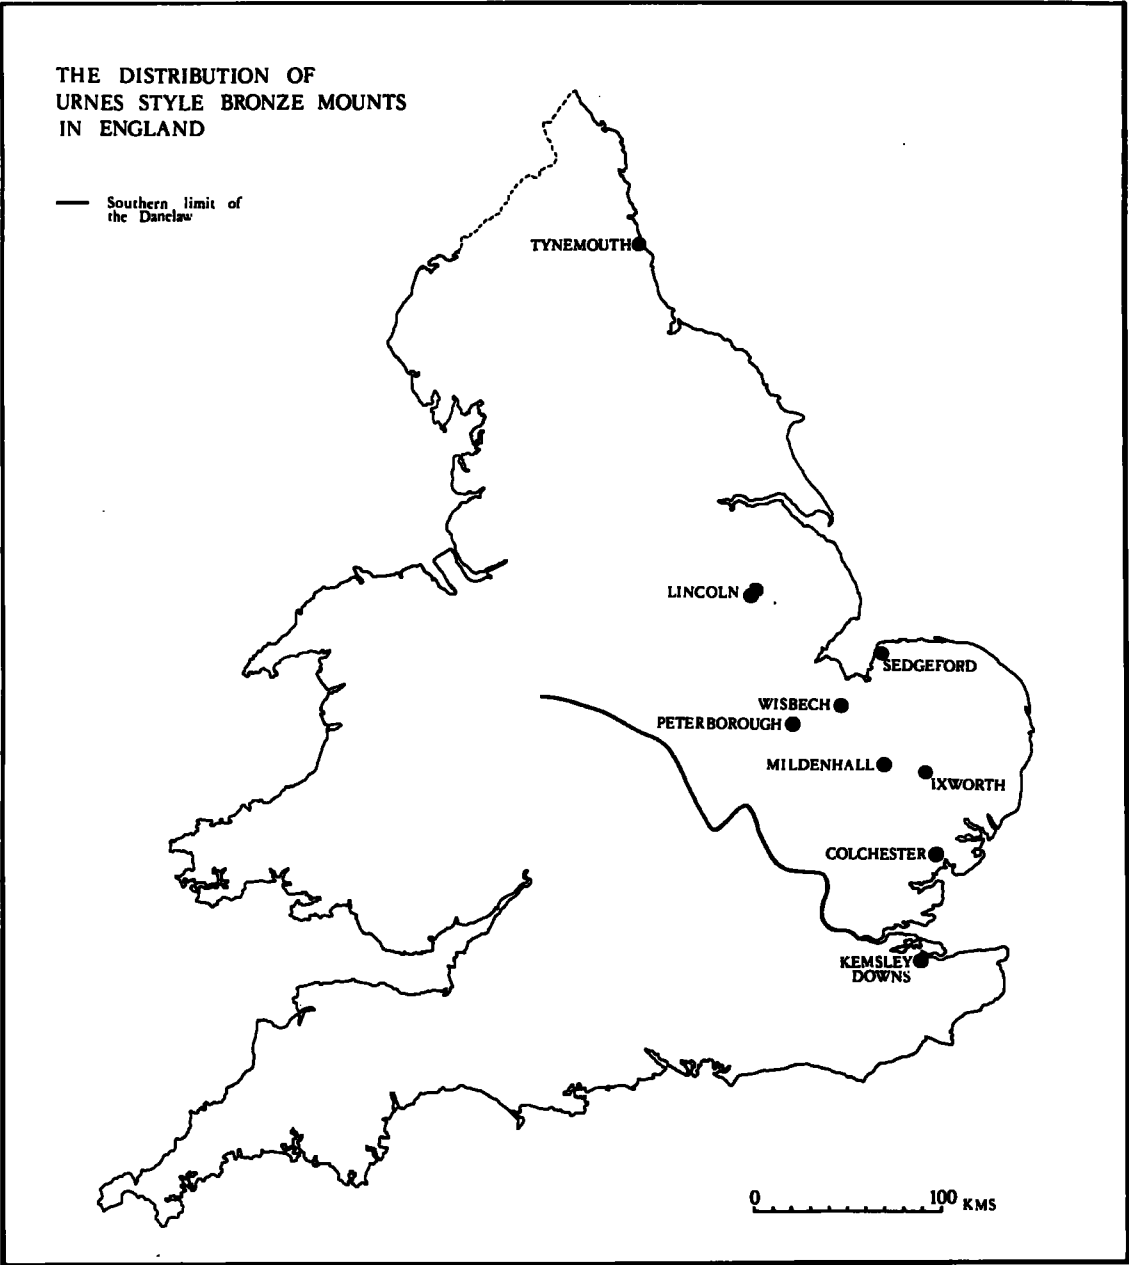 THE DISTRIBUTION OF
URNES STYLE BRONZE MOUNTS
IN ENGLAND
Southern limit of
the Danelaw
TYNEMOUTH
LINCOLN
SEDGEFORD
WISBECH
PETERBOROUGH
MILDENHALL
IXWORTH
COLCHESTER
KEMSLEY
DOWNS
0 100 KMS